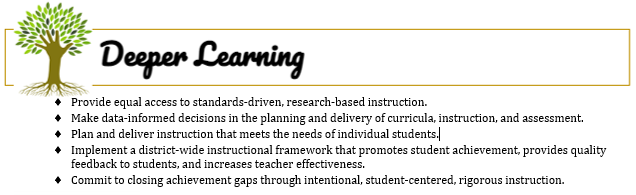 Deeper Learning
♦ Provide equal access to standards-driven, research-based instruction.
♦ Make data-informed decisions in the planning and delivery of curricula, instruction, and assessment.
♦ Plan and deliver instruction that meets the needs of individual students.
♦ Implement a district-wide instructional framework that promotes student achievement, provides quality
feedback to students, and increases teacher effectiveness.
♦ Commit to closing achievement gaps through intentional, student-centered, rigorous instruction.